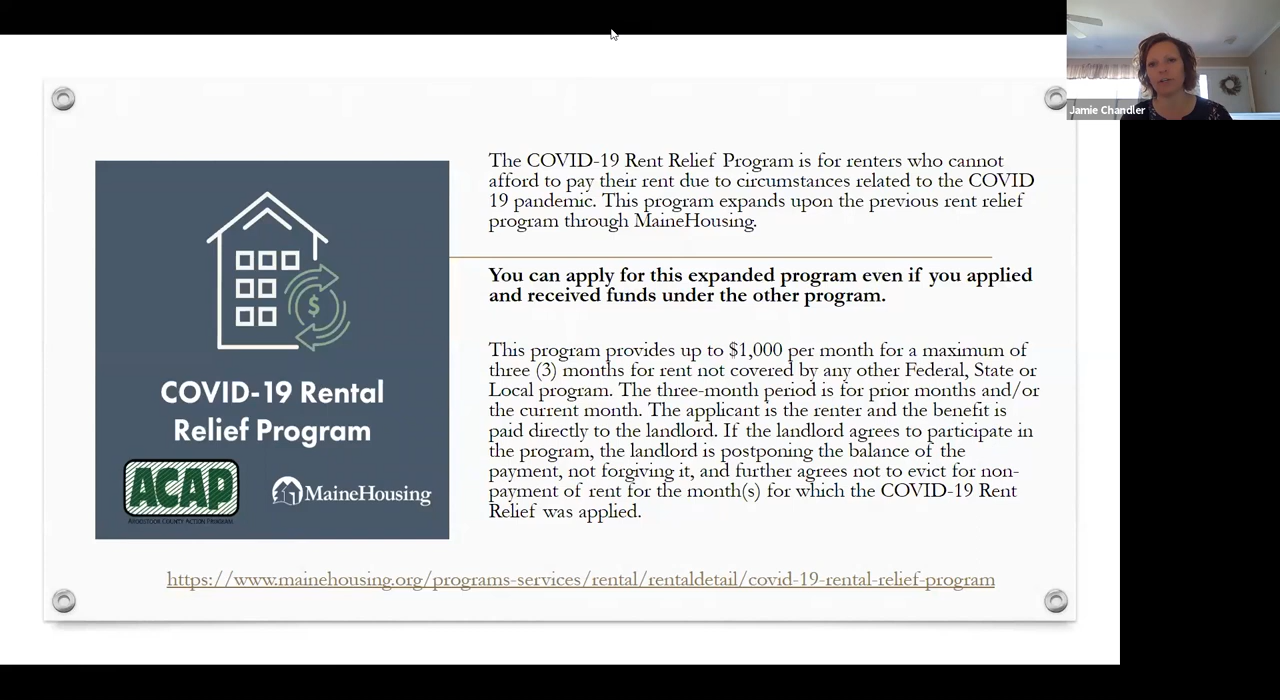 Jamie Chandler
The COVID-19 Rent Relief Program is for renters who cannot
afford to pay their rent due to circumstances related to the COVID
19 pandemic. This program expands upon the previous rent relief
program through MaineHousing.
You can apply for this expanded program even if you applied
and received funds under the other program.
This program provides up to $1,000 per month for a maximum of
three (3) months for rent not covered by any other Federal, State or
Local program. The three-month period is for prior months and/or
the current month. The applicant is the renter and the benefit is
paid directly to the landlord. If the landlord agrees to participate in
the program, the landlord is postponing the balance of the
payment, not forgiving it, and further agrees not to evict for non-
payment of rent for the month(s) for which the COVID-19 Rent
Relief was applied.
$
COVID-19 Rental
Relief Program
ACAP
AROOSTOOK COUNTY ACTION PROGRAM
MaineHousing
https://www.mainehousing.org/programs-services/rental/rentaldetail/covid-19-rental-relief-program